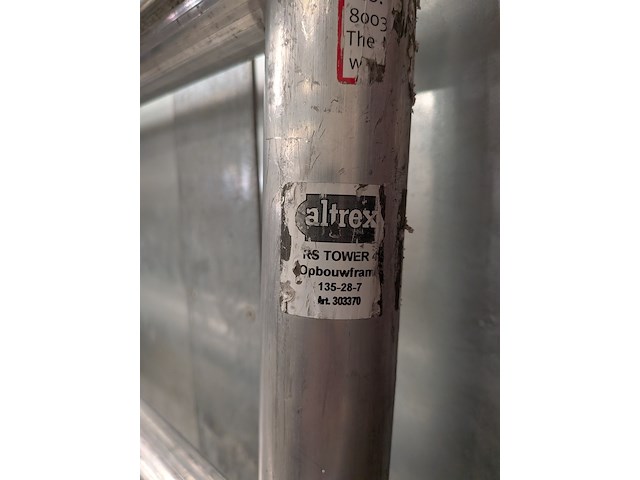 8003
The
altrex
RS TOWER
Opbouwfram
135-28-7
Art. 303370